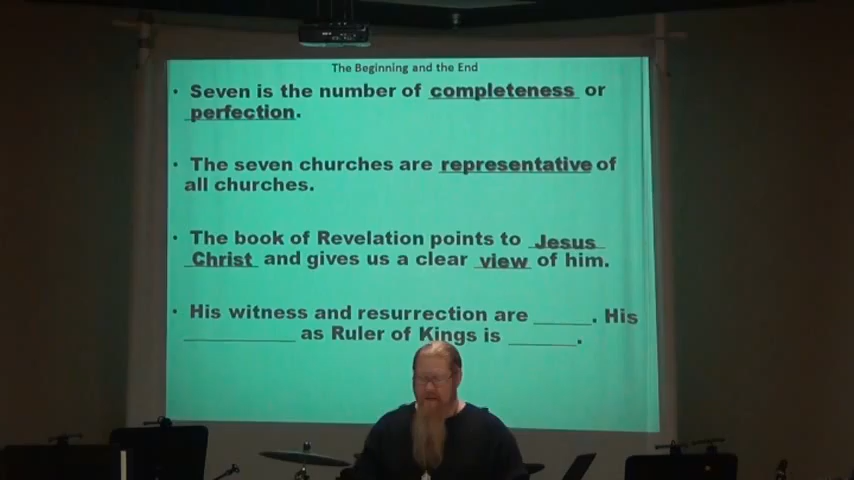 The Beginning and the End
• Seven is the number of completeness or
perfection.
• The seven churches are representative of
all churches.
• The book of Revelation points to Jesus
Christ and gives us a clear view of him.
• His witness and resurrection are _____. His
__________ as Ruler of Kings is ______.